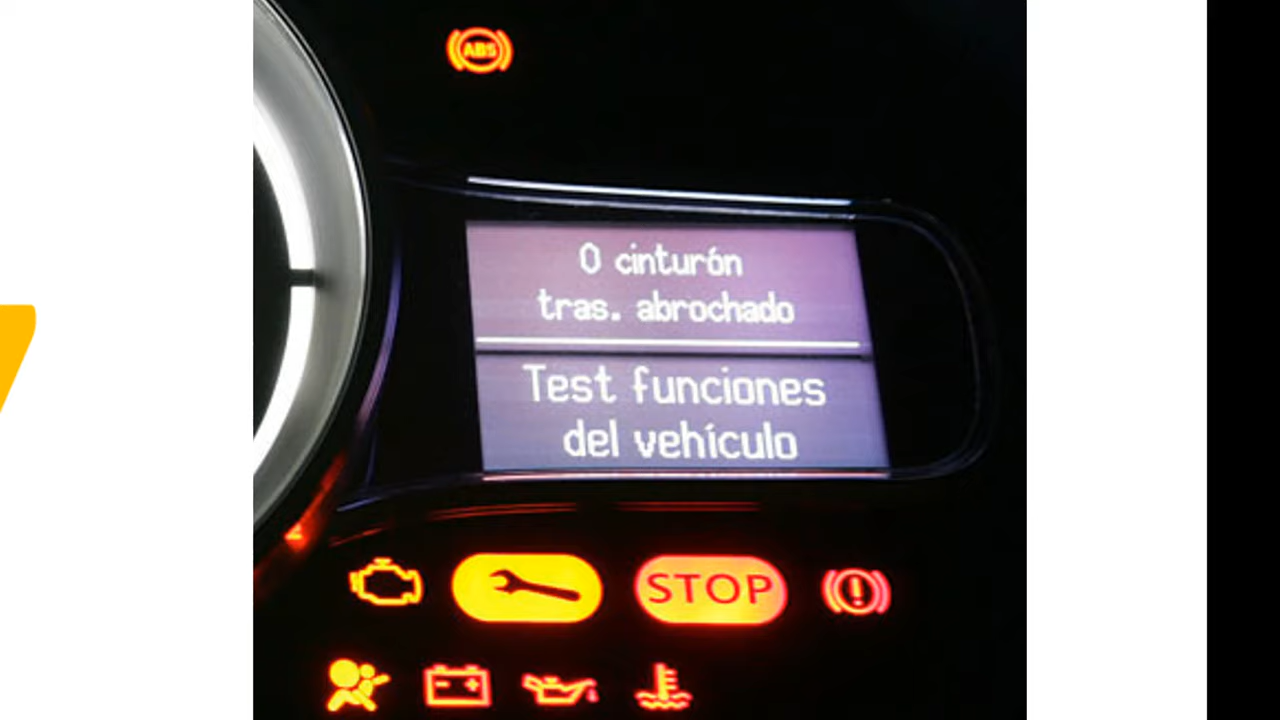 ABS
0 cinturón
tras. abrochado
Test funciones
del vehículo
STOP